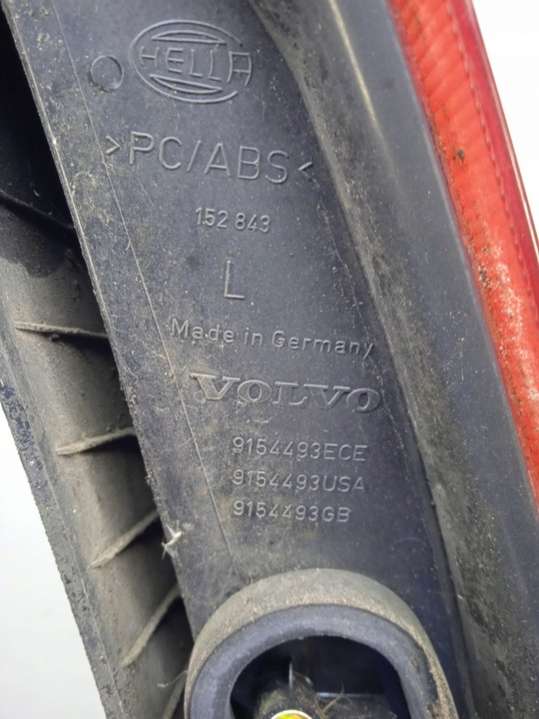 HELLA
>PC/ABS<
152 843
L
Made in Germany
VOLVO
9154493ECE
9154493USA
9154493GB